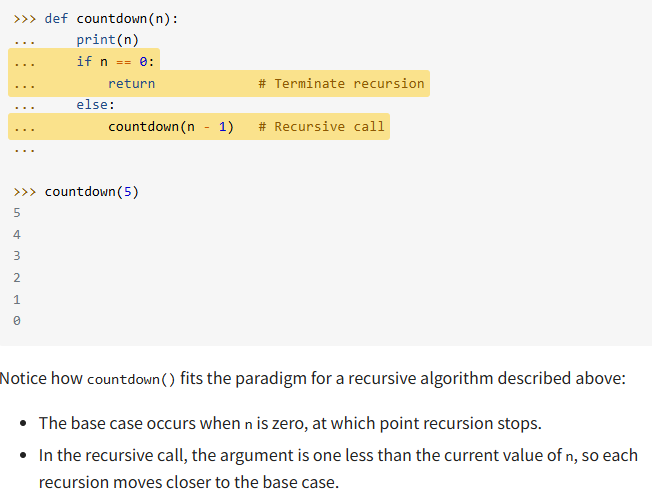 >>> def countdown(n):
...     print(n)
...     if n == 0:
...         return             # Terminate recursion
...     else:
...         countdown(n - 1)   # Recursive call
...
>>> countdown(5)
5
4
3
2
1
0
Notice how countdown() fits the paradigm for a recursive algorithm described above:
• The base case occurs when n is zero, at which point recursion stops.
• In the recursive call, the argument is one less than the current value of n, so each
recursion moves closer to the base case.